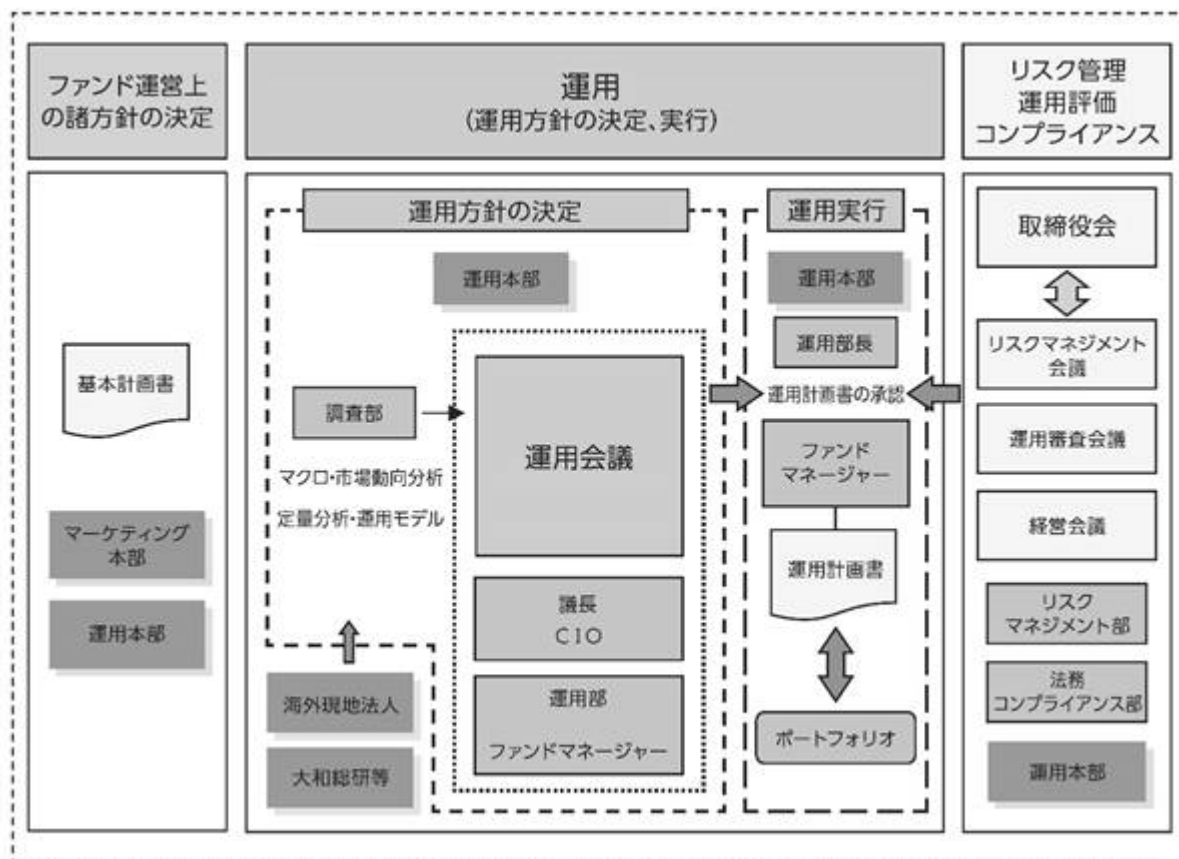 ファンド運営上
の諸方針の決定
運用
(運用方針の決定、実行)
リスク管理
運用評価
コンプライアンス
基本計画書
マーケティング
本部
運用本部
運用方針の決定
運用本部
調査部
マクロ・市場動向分析
定量分析・運用モデル
運用会議
議長
CIO
運用部
ファンドマネージャー
海外現地法人
大和総研等
運用実行
運用本部
運用部長
運用計画書の承認
ファンド
マネージャー
運用計画書
ポートフォリオ
取締役会
リスクマネジメント
会議
運用審査会議
経営会議
リスク
マネジメント部
法務
コンプライアンス部
運用本部